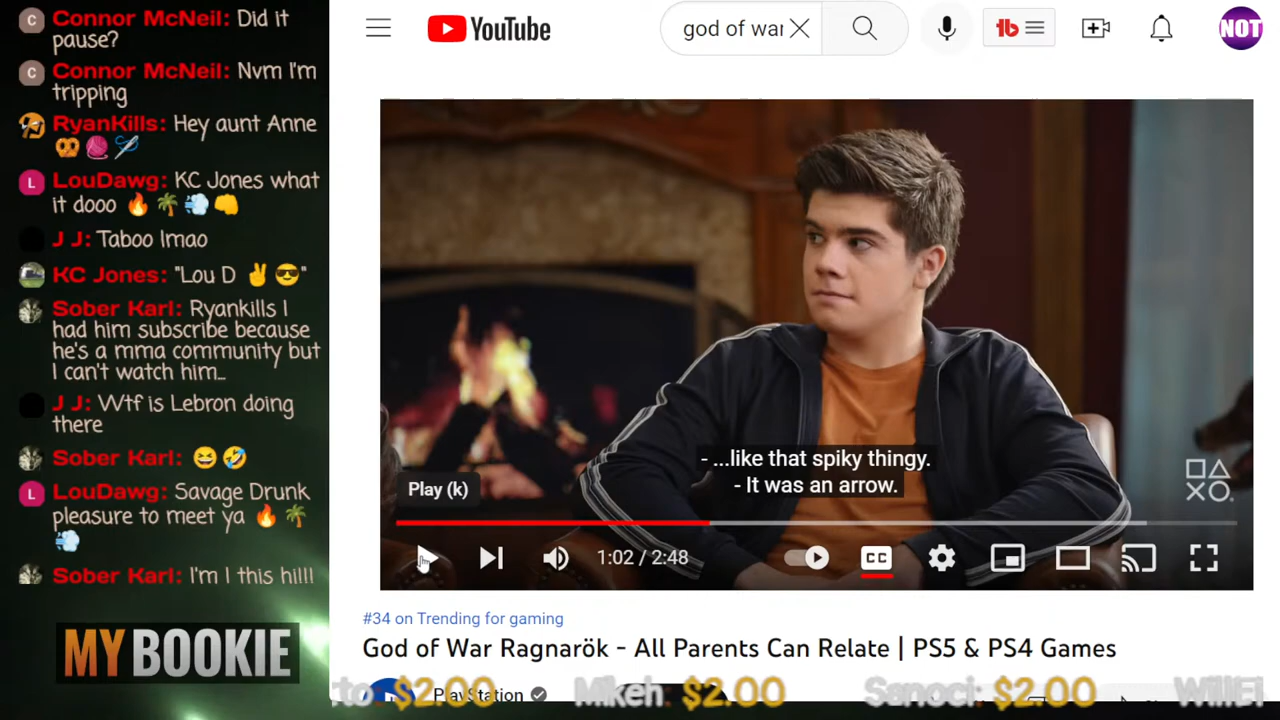 Connor McNeil: Did it
pause?
Connor McNeil: Nvm I'm
tripping
RyanKills: Hey aunt Anne
LouDawg: KC Jones what
it dooo
J J: Taboo lmao
KC Jones: "Lou D ✌😎"
Sober Karl: Ryankills I
had him subscribe because
he's a mma community but
I can't watch him...
J J: Wtf is Lebron doing
there
Sober Karl: 😆🤣
LouDawg: Savage Drunk
pleasure to meet ya
Sober Karl: I'm I this hi!!!
MYBOOKIE
YouTube
god of war
tb
NOT
- ...like that spiky thingy.
- It was an arrow.
Play (k)
1:02 / 2:48
CC
#34 on Trending for gaming
God of War Ragnarök - All Parents Can Relate | PS5 & PS4 Games
PlayStation
to: $2.00 Mikeh: $2.00 Sanoci: $2.00